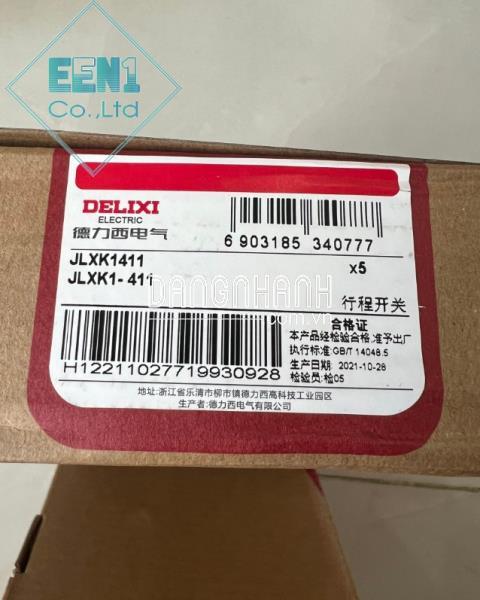 EEN1
Co.,Ltd
DELIXI
ELECTRIC
德力西电气
6 903185 340777
JLXK1411
x5
JLXK1-411
DANGNHANH
.com.vn
行程开关
合格证
本产品经检验合格,准予出厂
执行标准:GB/T 14048.5
生产日期: 2021-10-28
检验员:检05
H12211027719930928
地址:浙江省乐清市柳市镇德力西高科技工业园区
生产者:德力西电气有限公司